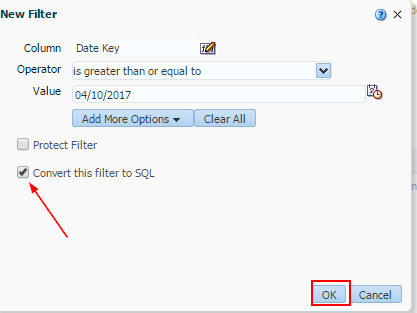 New Filter
Column Date Key
Operator is greater than or equal to
Value 04/10/2017
Add More Options Clear All
Protect Filter
Convert this filter to SQL
OK Cancel